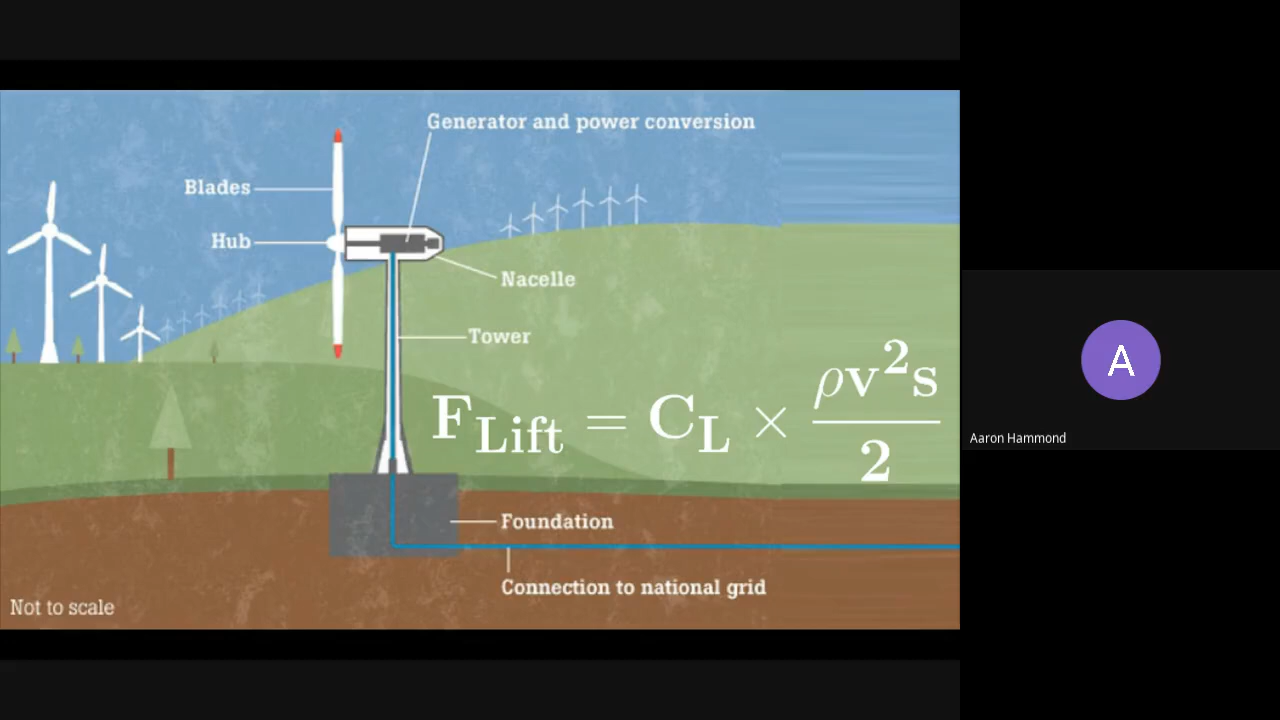 Generator and power conversion
Blades
Hub
Nacelle
Tower
F_Lift = C_L × ρv²s / 2
Foundation
Connection to national grid
Not to scale
A
Aaron Hammond